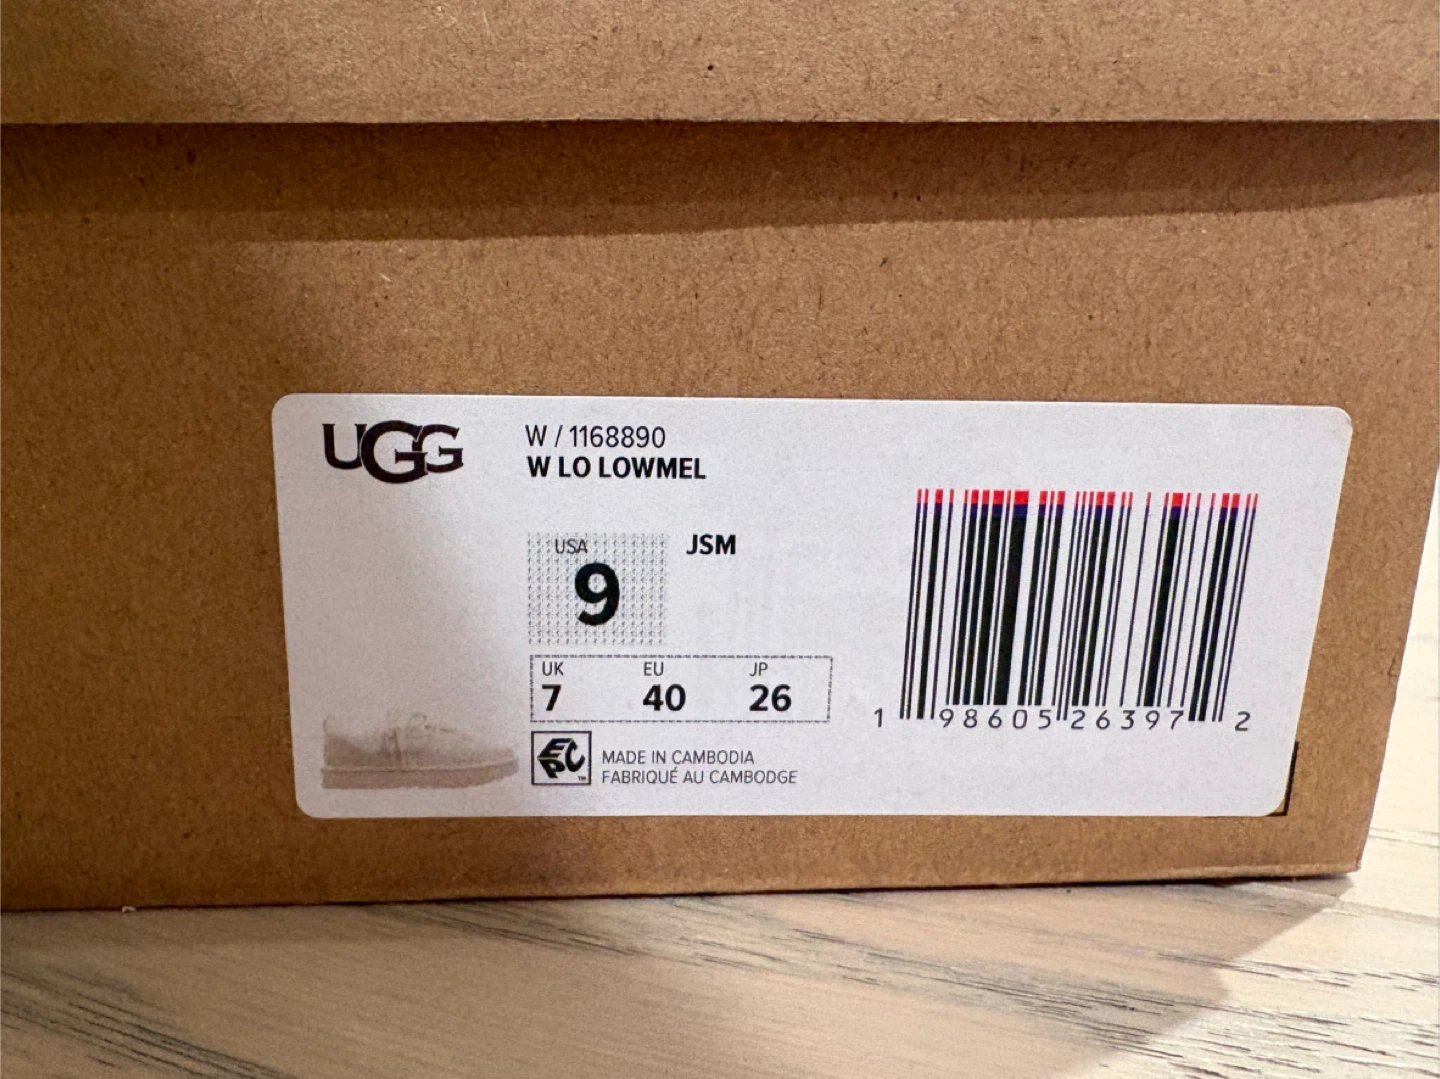 UGG
W / 1168890
W LO LOWMEL
USA
9
JSM
UK EU JP
7 40 26
EPC™
MADE IN CAMBODIA
FABRIQUÉ AU CAMBODGE
1 98605 26397 2